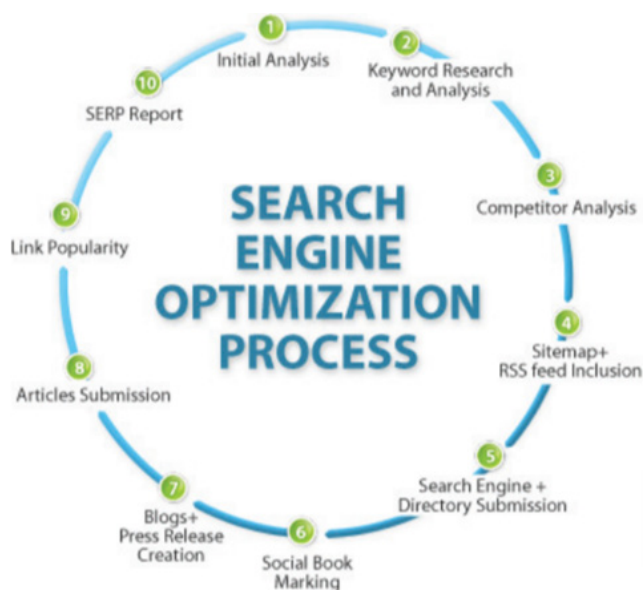 1
Initial Analysis
2
Keyword Research
and Analysis
3
Competitor Analysis
4
Sitemap+
RSS feed Inclusion
5
Search Engine +
Directory Submission
6
Social Book
Marking
7
Blogs+
Press Release
Creation
8
Articles Submission
9
Link Popularity
10
SERP Report
SEARCH
ENGINE
OPTIMIZATION
PROCESS